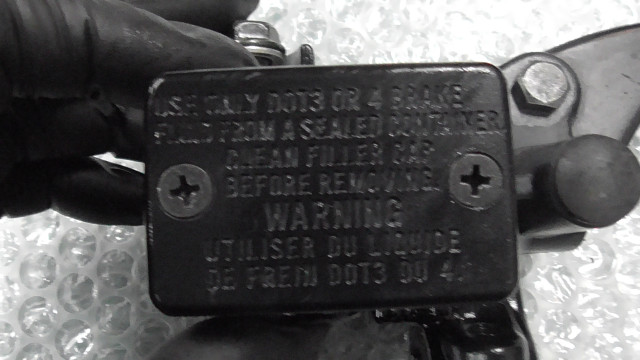 USE ONLY DOT3 OR 4 BRAKE
FLUID FROM A SEALED CONTAINER.
CLEAN FILLER CAP
BEFORE REMOVING.
WARNING
UTILISER DU LIQUIDE
DE FREIN DOT3 OU 4.